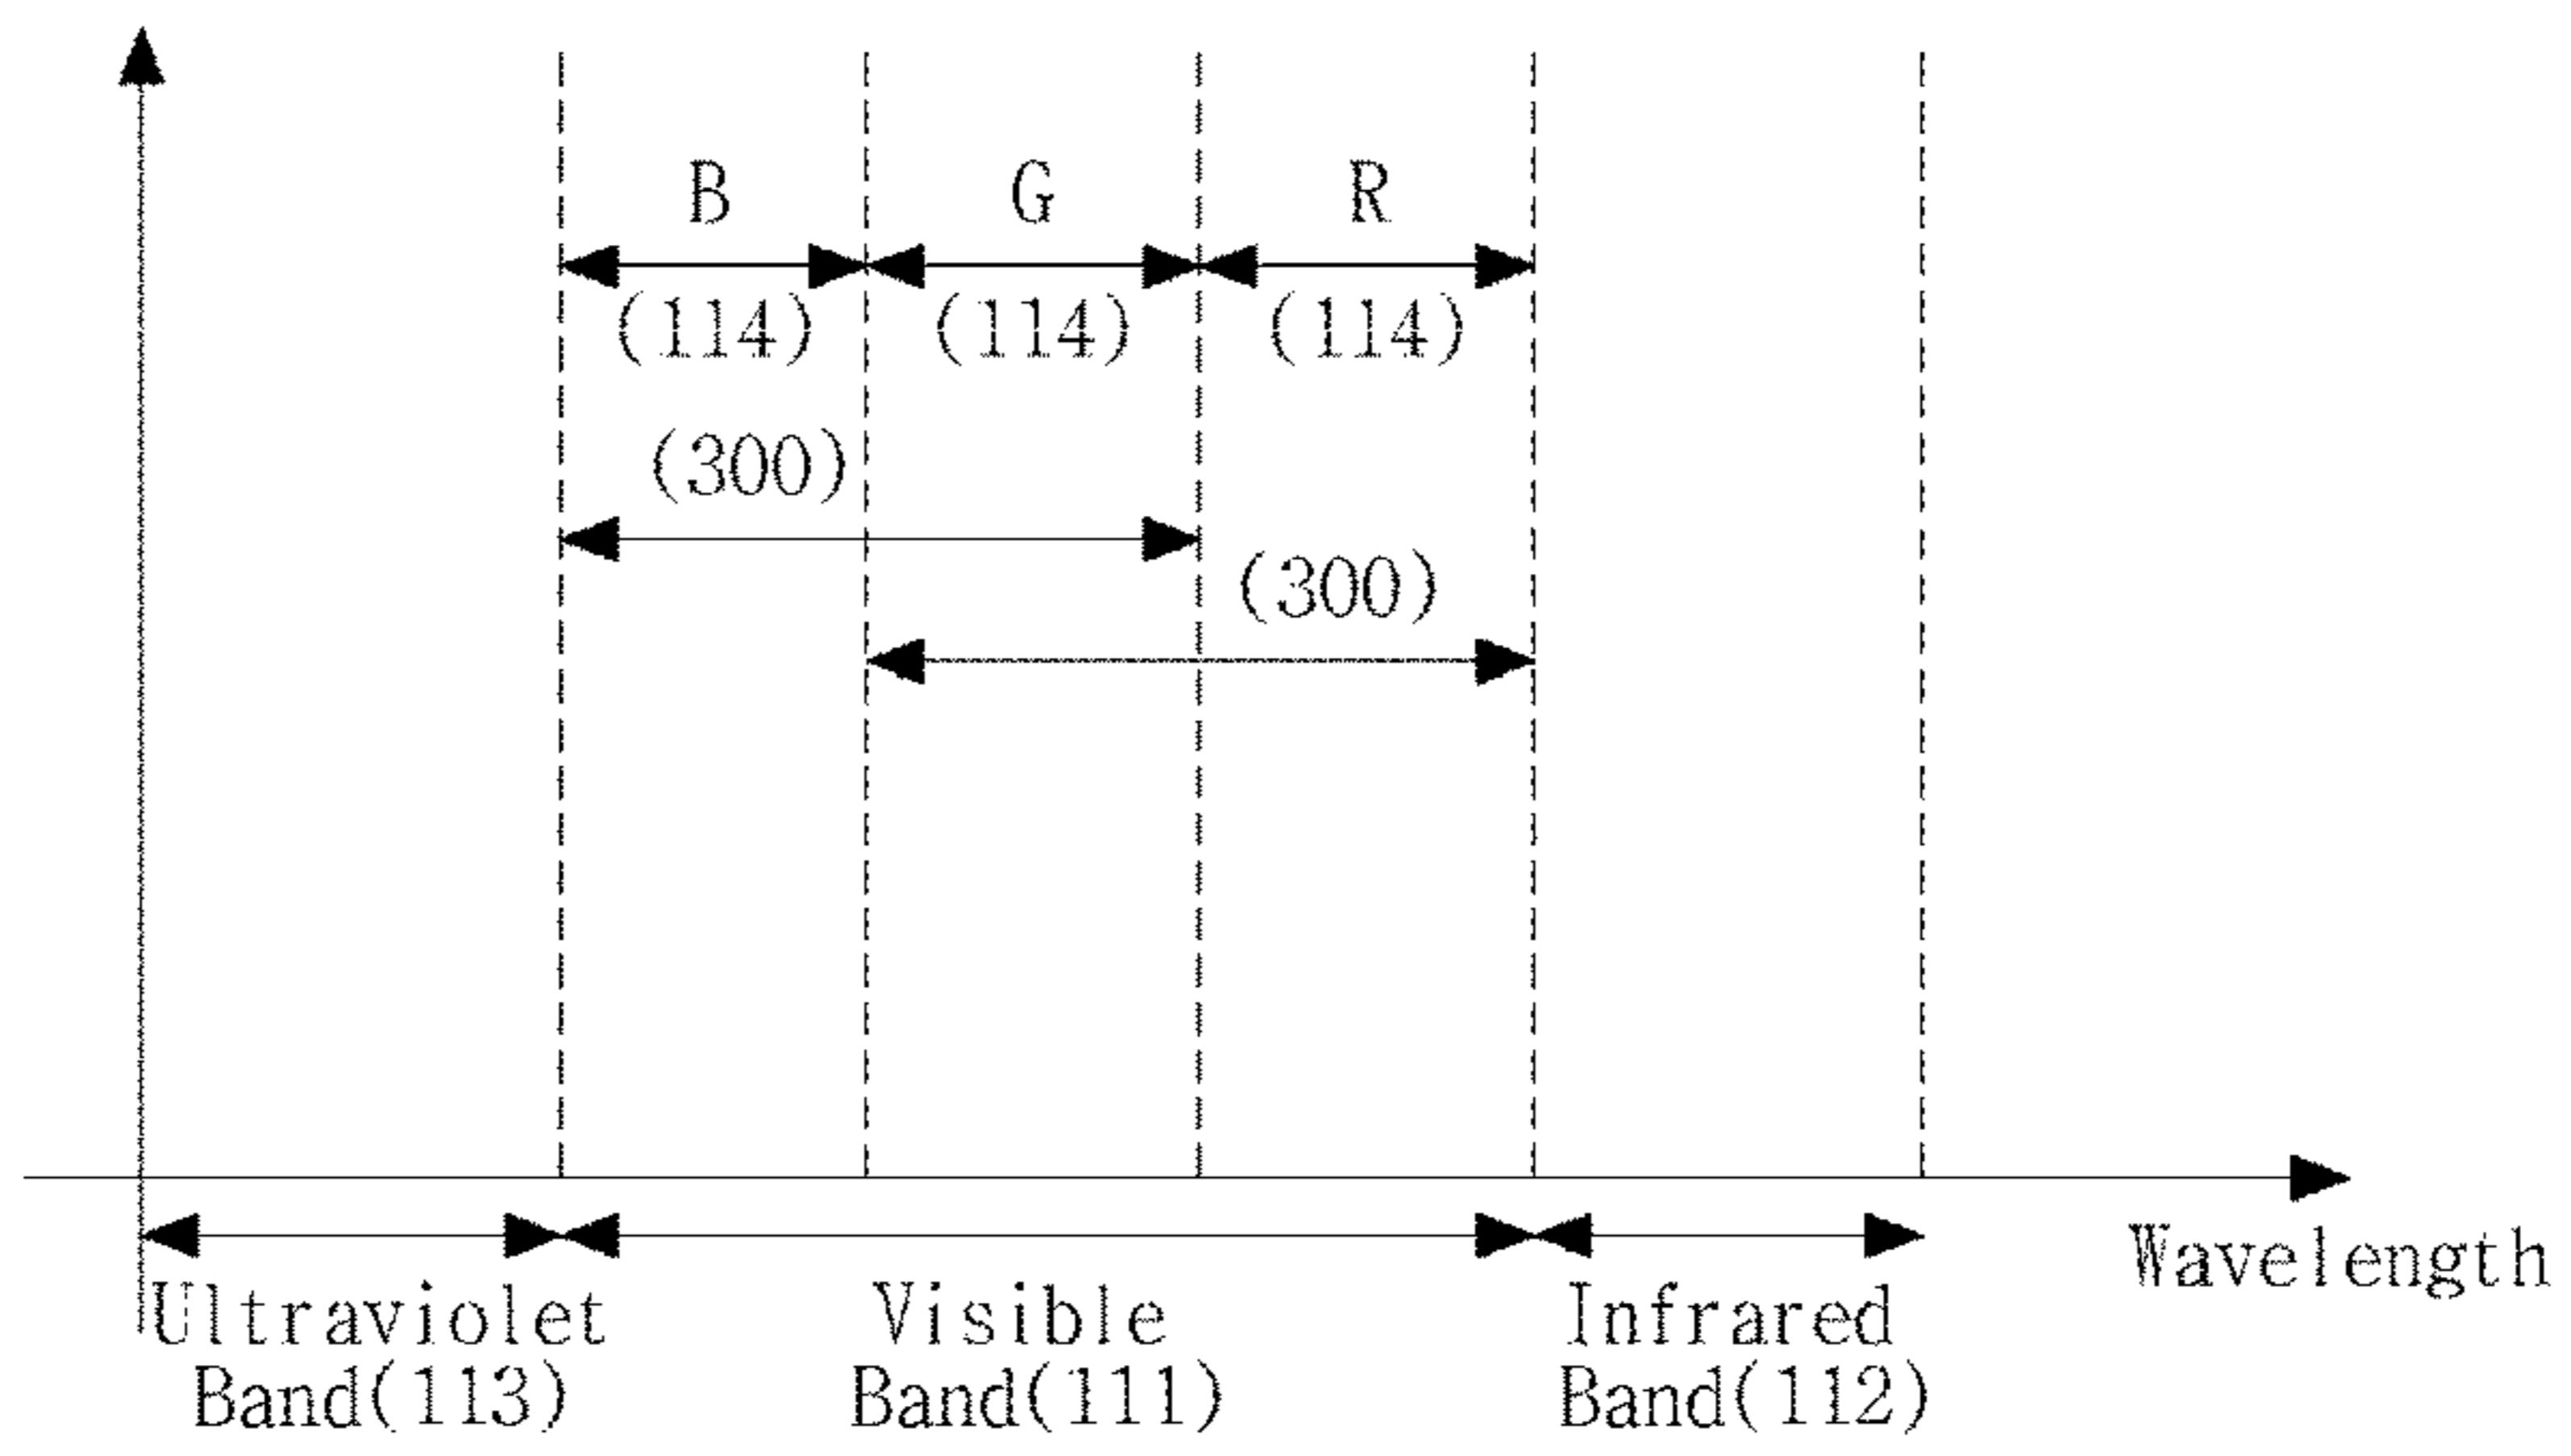 B G R
(114) (114) (114)
(300)
(300)
Wavelength
Ultraviolet Visible Infrared
Band(113) Band(111) Band(112)